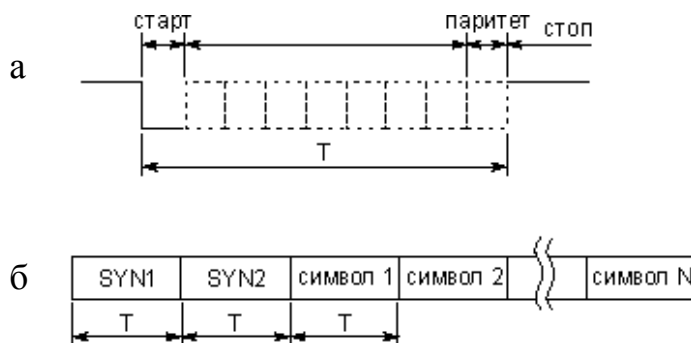 старт
паритет
стоп
а
T
б
SYN1 SYN2 символ 1 символ 2 символ N
T T T